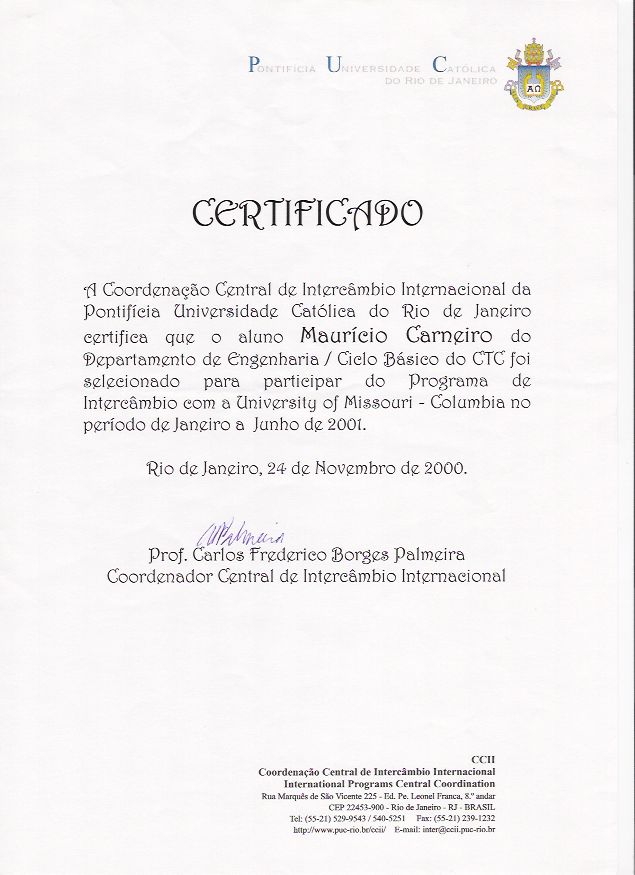 PONTIFÍCIA UNIVERSIDADE CATÓLICA
DO RIO DE JANEIRO
ΑΩ
CERTIFICADO
A Coordenação Central de Intercâmbio Internacional da
Pontifícia Universidade Católica do Rio de Janeiro
certifica que o aluno Maurício Carneiro do
Departamento de Engenharia / Ciclo Básico do CTC foi
selecionado para participar do Programa de
Intercâmbio com a University of Missouri - Columbia no
período de Janeiro a Junho de 2001.
Rio de Janeiro, 24 de Novembro de 2000.
Prof. Carlos Frederico Borges Palmeira
Coordenador Central de Intercâmbio Internacional
CCII
Coordenação Central de Intercâmbio Internacional
International Programs Central Coordination
Rua Marquês de São Vicente 225 - Ed. Pe. Leonel Franca, 8.º andar
CEP 22453-900 - Rio de Janeiro - RJ - BRASIL
Tel: (55-21) 529-9543 / 540-5251 Fax: (55-21) 239-1232
http://www.puc-rio.br/ccii/ E-mail: inter@ccii.puc-rio.br